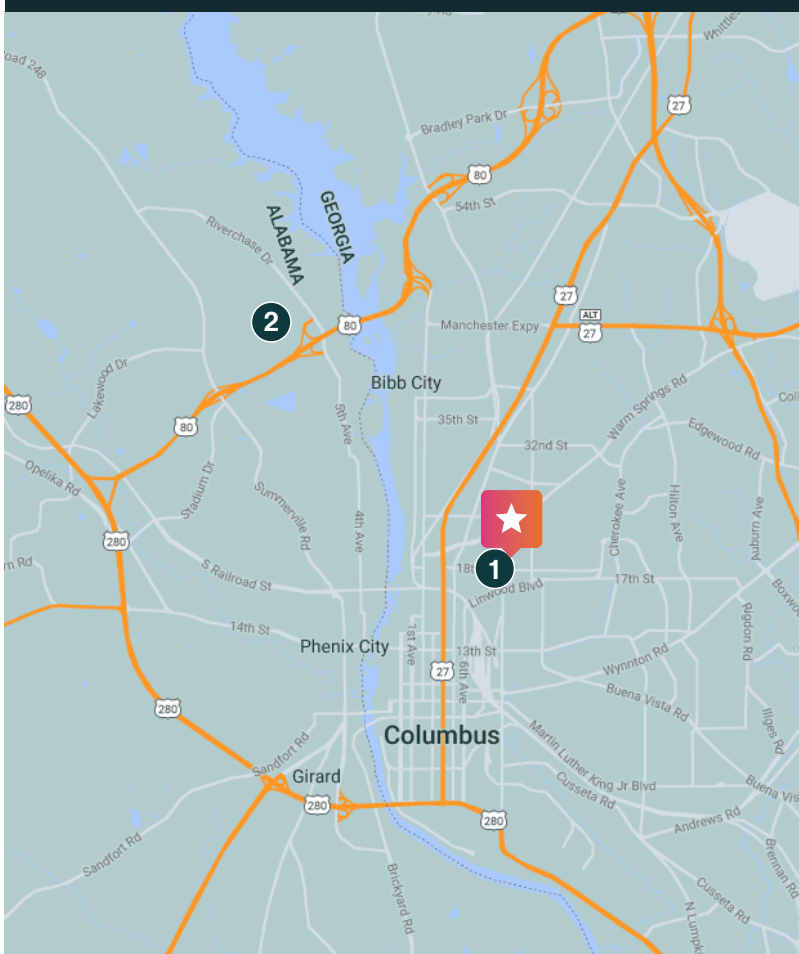 27
Bradley Park Dr
80
54th St
GEORGIA
ALABAMA
Riverchase Dr
2
80
27
ALT
27
Manchester Expy
Bibb City
280
Lakewood Dr
80
5th Ave
35th St
Warm Springs Rd
Edgewood Rd
32nd St
Opelika Rd
Stadium Dr
Summerville Rd
4th Ave
Cherokee Ave
Hilton Ave
Auburn Ave
280
1
S Railroad St
Linwood Blvd
17th St
14th St
Phenix City
1st Ave
13th St
6th Ave
27
Wynnton Rd
Rigdon Rd
Buena Vista Rd
Illges Rd
280
Columbus
Sandfort Rd
Girard
280
280
Martin Luther King Jr Blvd
Cusseta Rd
Andrews Rd
Sandfort Rd
Brickyard Rd
Cusseta Rd
Brennan Rd